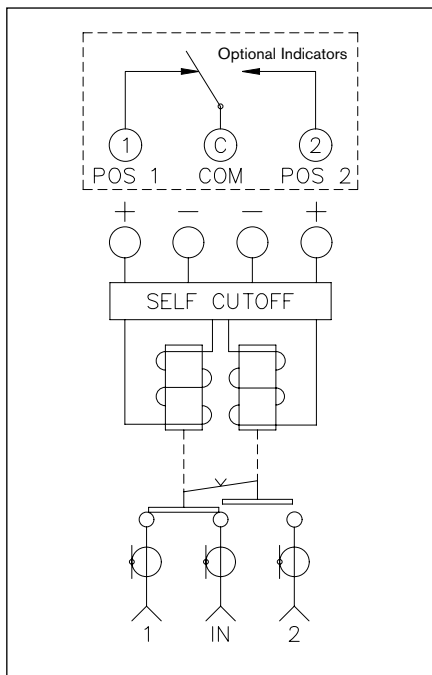 Optional Indicators
1 C 2
POS 1 COM POS 2
+ − − +
SELF CUTOFF
1 IN 2